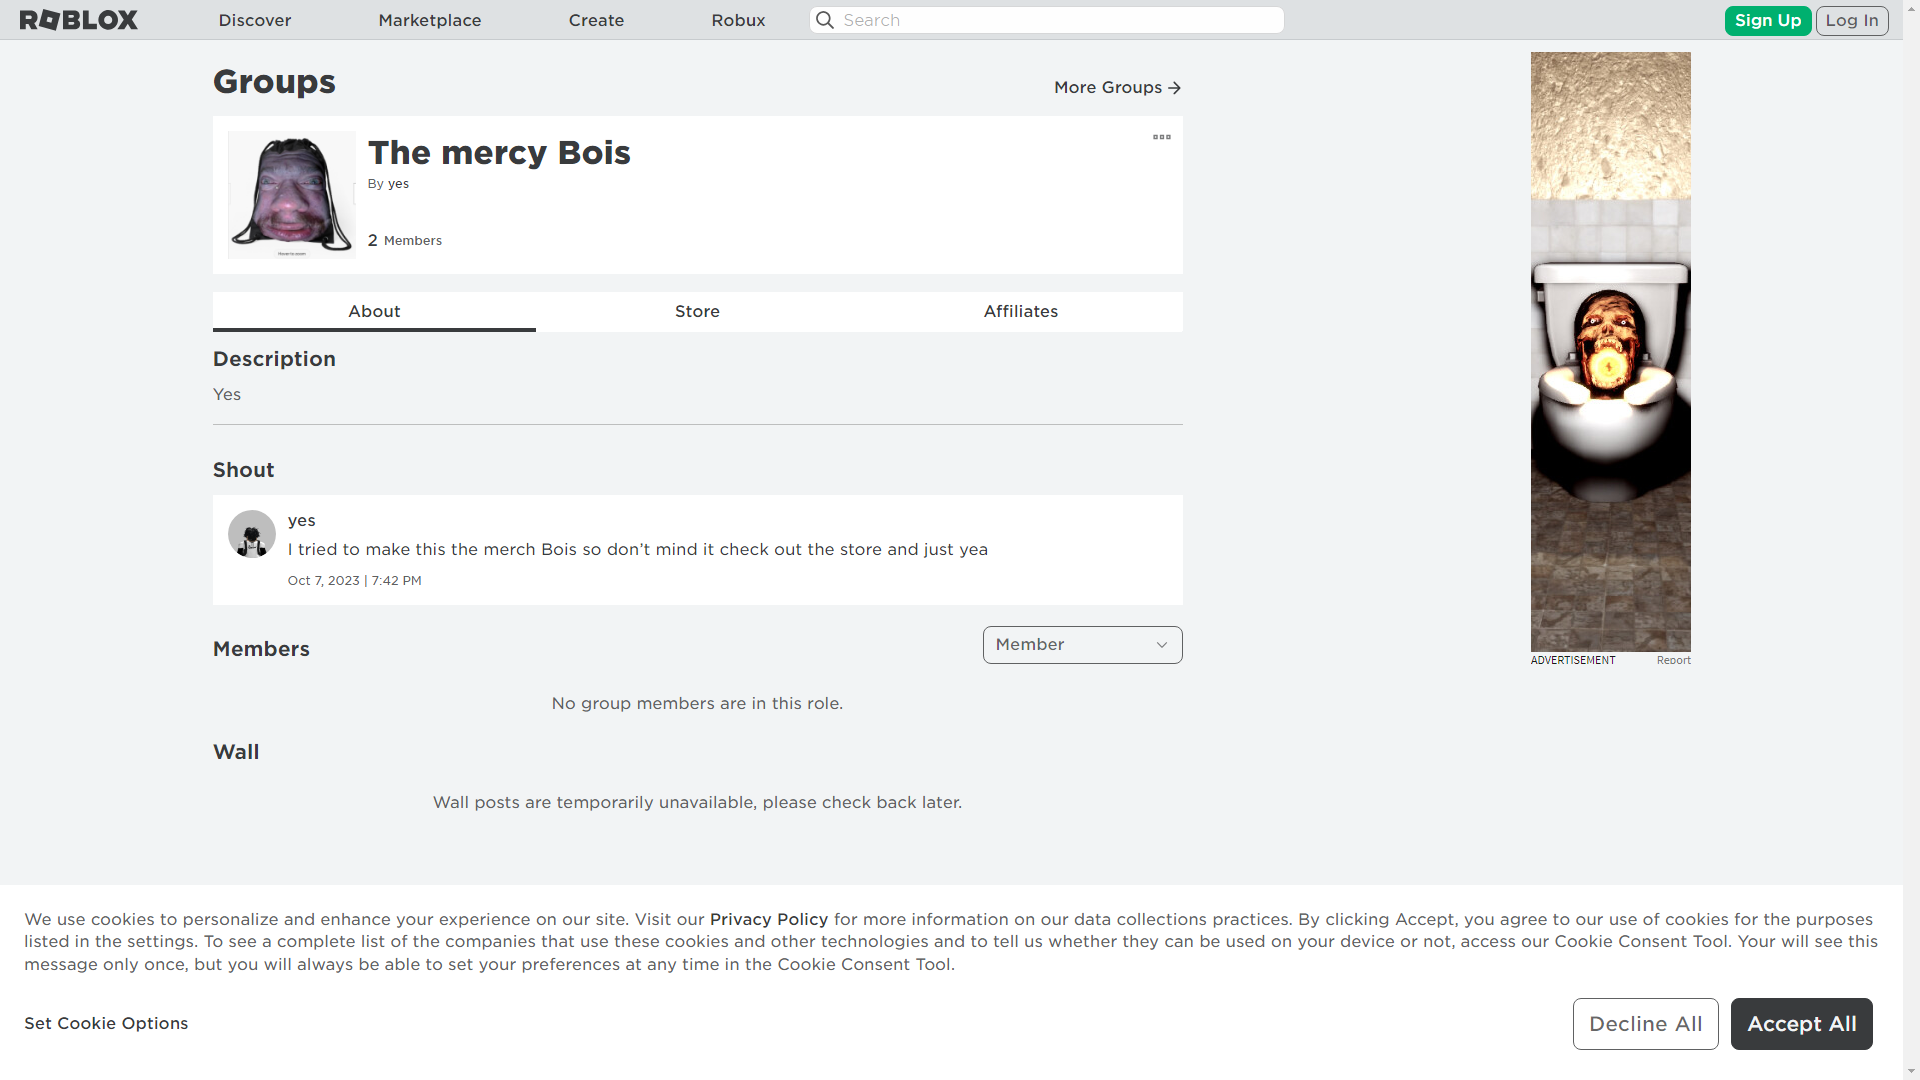 ROBLOX
Discover
Marketplace
Create
Robux
Search
Sign Up
Log In
Groups
More Groups
The mercy Bois
By yes
2 Members
Hover to zoom
About
Store
Affiliates
Description
Yes
Shout
yes
I tried to make this the merch Bois so don’t mind it check out the store and just yea
Oct 7, 2023 | 7:42 PM
Members
Member
No group members are in this role.
Wall
Wall posts are temporarily unavailable, please check back later.
ADVERTISEMENT
Report
We use cookies to personalize and enhance your experience on our site. Visit our Privacy Policy for more information on our data collections practices. By clicking Accept, you agree to our use of cookies for the purposes
listed in the settings. To see a complete list of the companies that use these cookies and other technologies and to tell us whether they can be used on your device or not, access our Cookie Consent Tool. Your will see this
message only once, but you will always be able to set your preferences at any time in the Cookie Consent Tool.
Set Cookie Options
Decline All
Accept All